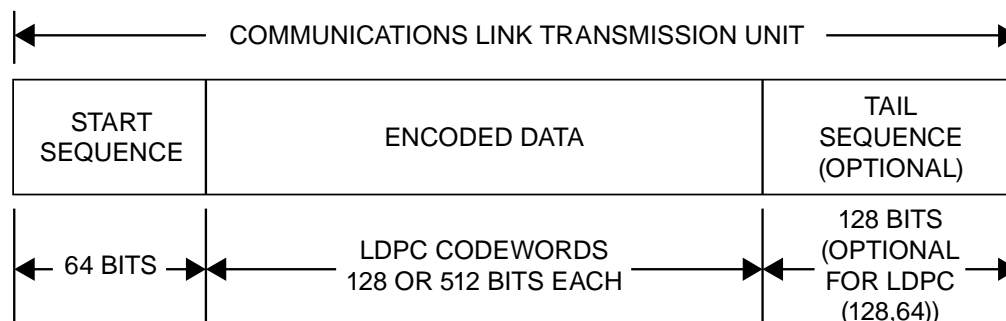 COMMUNICATIONS LINK TRANSMISSION UNIT
START
SEQUENCE
ENCODED DATA
TAIL
SEQUENCE
(OPTIONAL)
64 BITS
LDPC CODEWORDS
128 OR 512 BITS EACH
128 BITS
(OPTIONAL
FOR LDPC
(128,64))